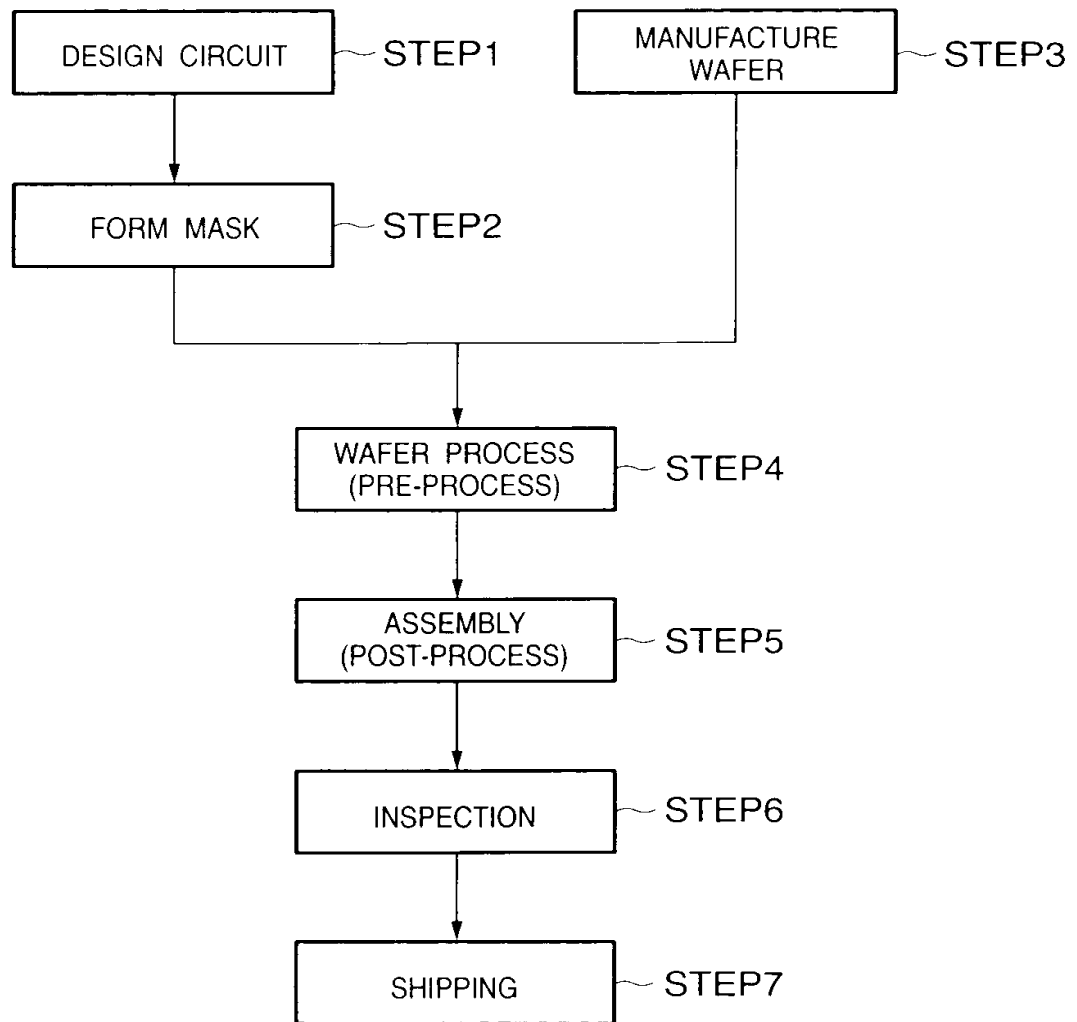 DESIGN CIRCUIT
STEP1
MANUFACTURE
WAFER
STEP3
FORM MASK
STEP2
WAFER PROCESS
(PRE-PROCESS)
STEP4
ASSEMBLY
(POST-PROCESS)
STEP5
INSPECTION
STEP6
SHIPPING
STEP7